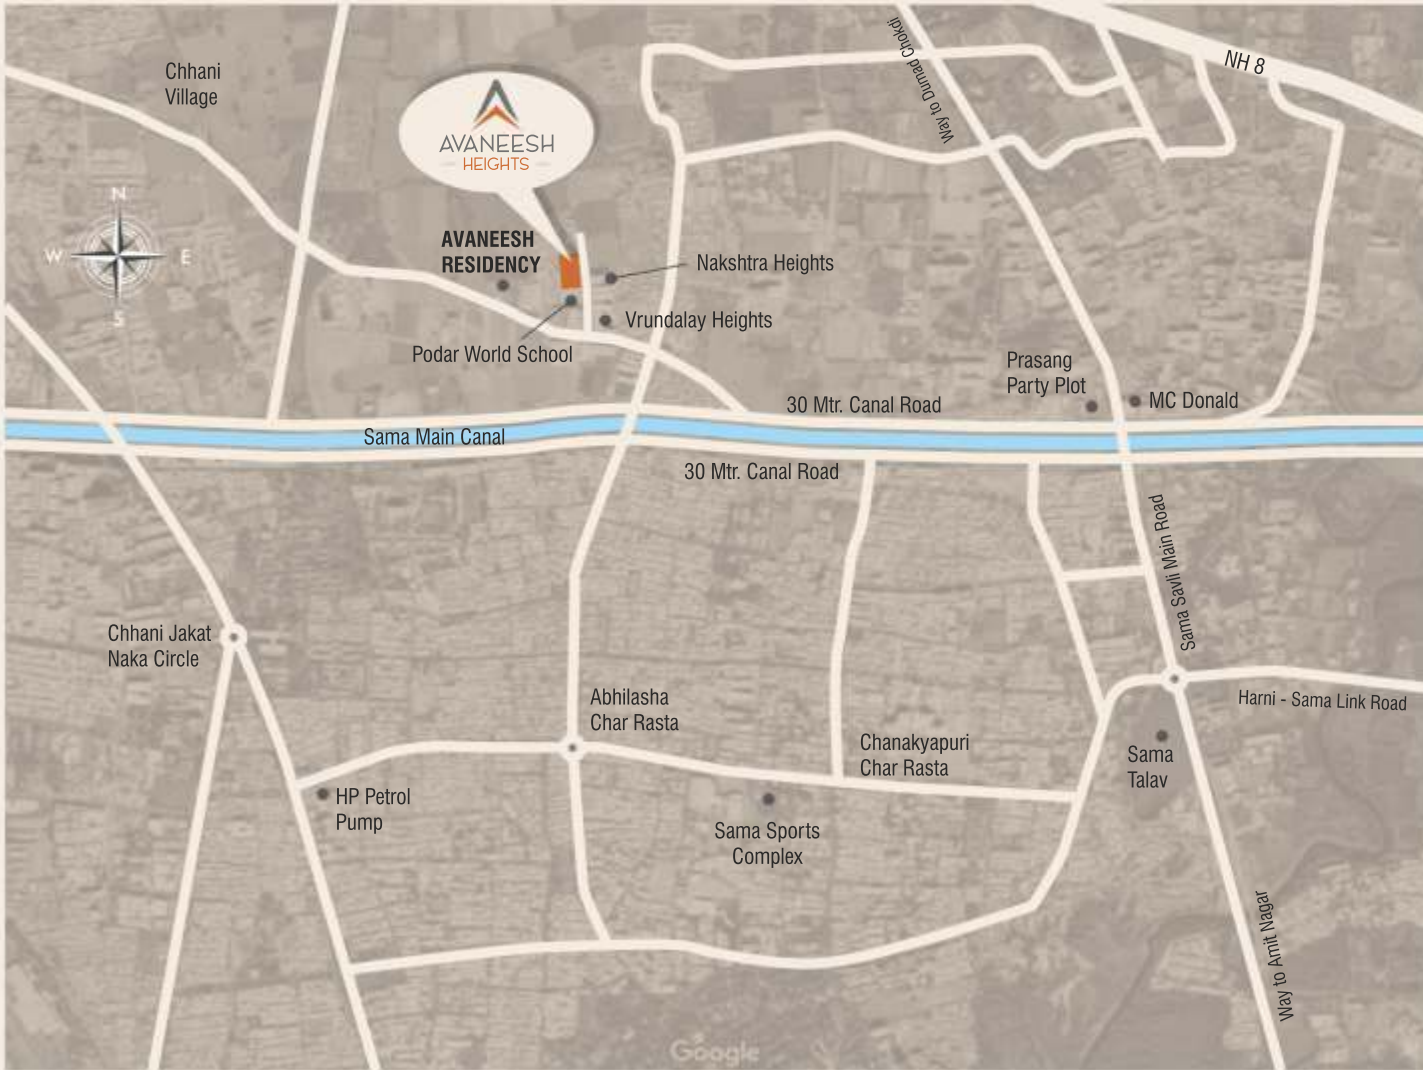 Chhani
Village
NH 8
Way to Dumad Chokdi
AVANEESH
HEIGHTS
N
W
E
S
AVANEESH
RESIDENCY
Nakshtra Heights
Vrundalay Heights
Podar World School
Prasang
Party Plot
MC Donald
30 Mtr. Canal Road
Sama Main Canal
30 Mtr. Canal Road
Sama Savli Main Road
Chhani Jakat
Naka Circle
Abhilasha
Char Rasta
Harni - Sama Link Road
Chanakyapuri
Char Rasta
Sama
Talav
HP Petrol
Pump
Sama Sports
Complex
Way to Amit Nagar
Google